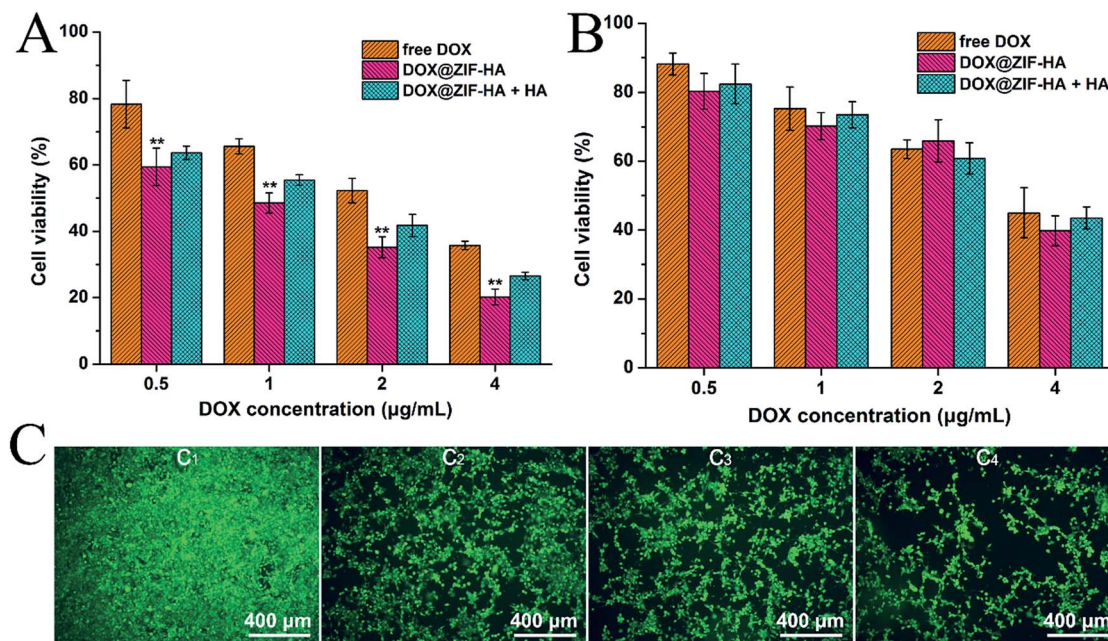 A
100
80
60
40
20
0
Cell viability (%)
free DOX
DOX@ZIF-HA
DOX@ZIF-HA + HA
**
**
**
**
0.5 1 2 4
DOX concentration (µg/mL)
B
100
80
60
40
20
0
Cell viability (%)
free DOX
DOX@ZIF-HA
DOX@ZIF-HA + HA
0.5 1 2 4
DOX concentration (µg/mL)
C
C1 C2 C3 C4
400 µm 400 µm 400 µm 400 µm